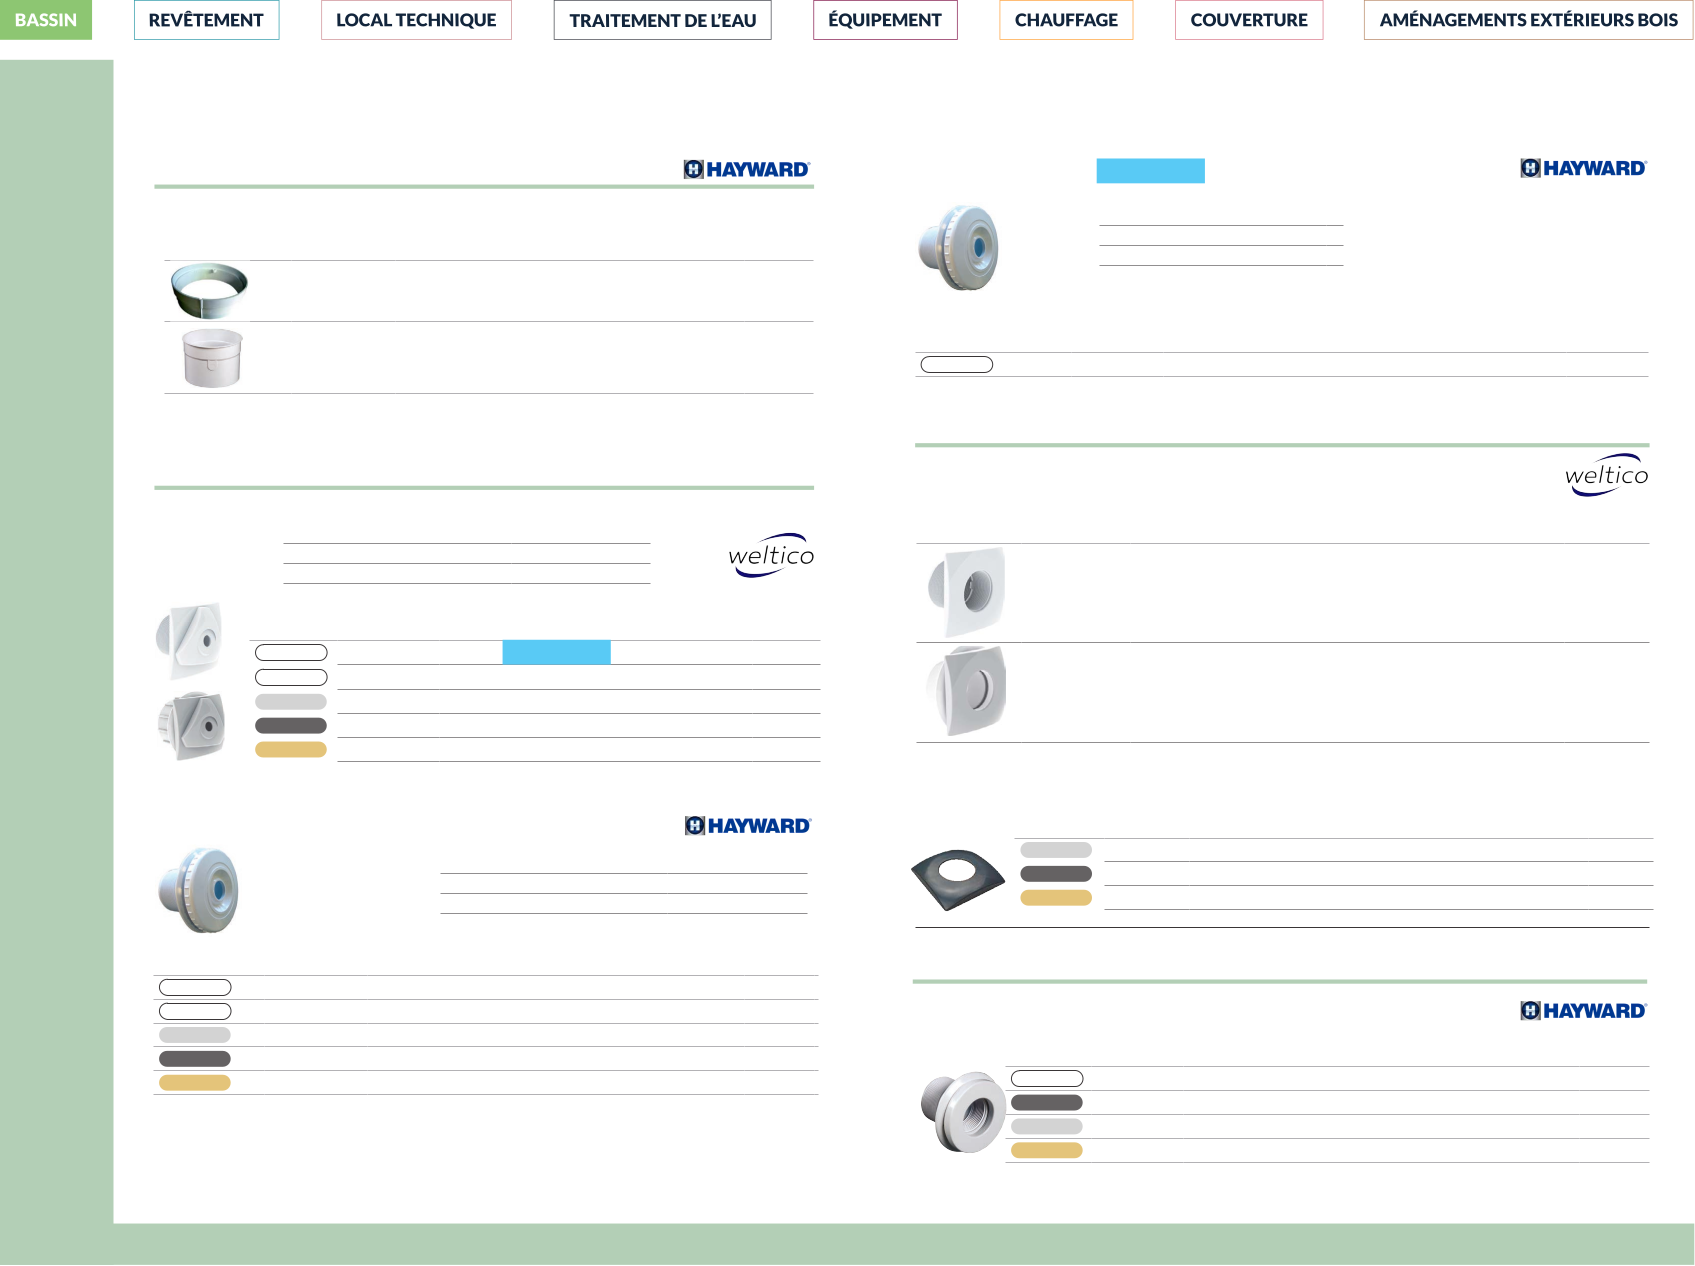 BASSIN REVÊTEMENT LOCAL TECHNIQUE TRAITEMENT DE L'EAU ÉQUIPEMENT CHAUFFAGE COUVERTURE AMÉNAGEMENTS EXTÉRIEURS BOIS
HAYWARD
weltico
HAYWARD
HAYWARD
weltico
HAYWARD